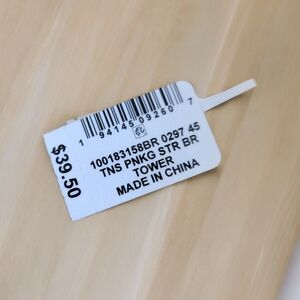 1 94145 09260 7
100183158BR 0297 45
TNS PNKG STR BR
TOWER
MADE IN CHINA
$39.50